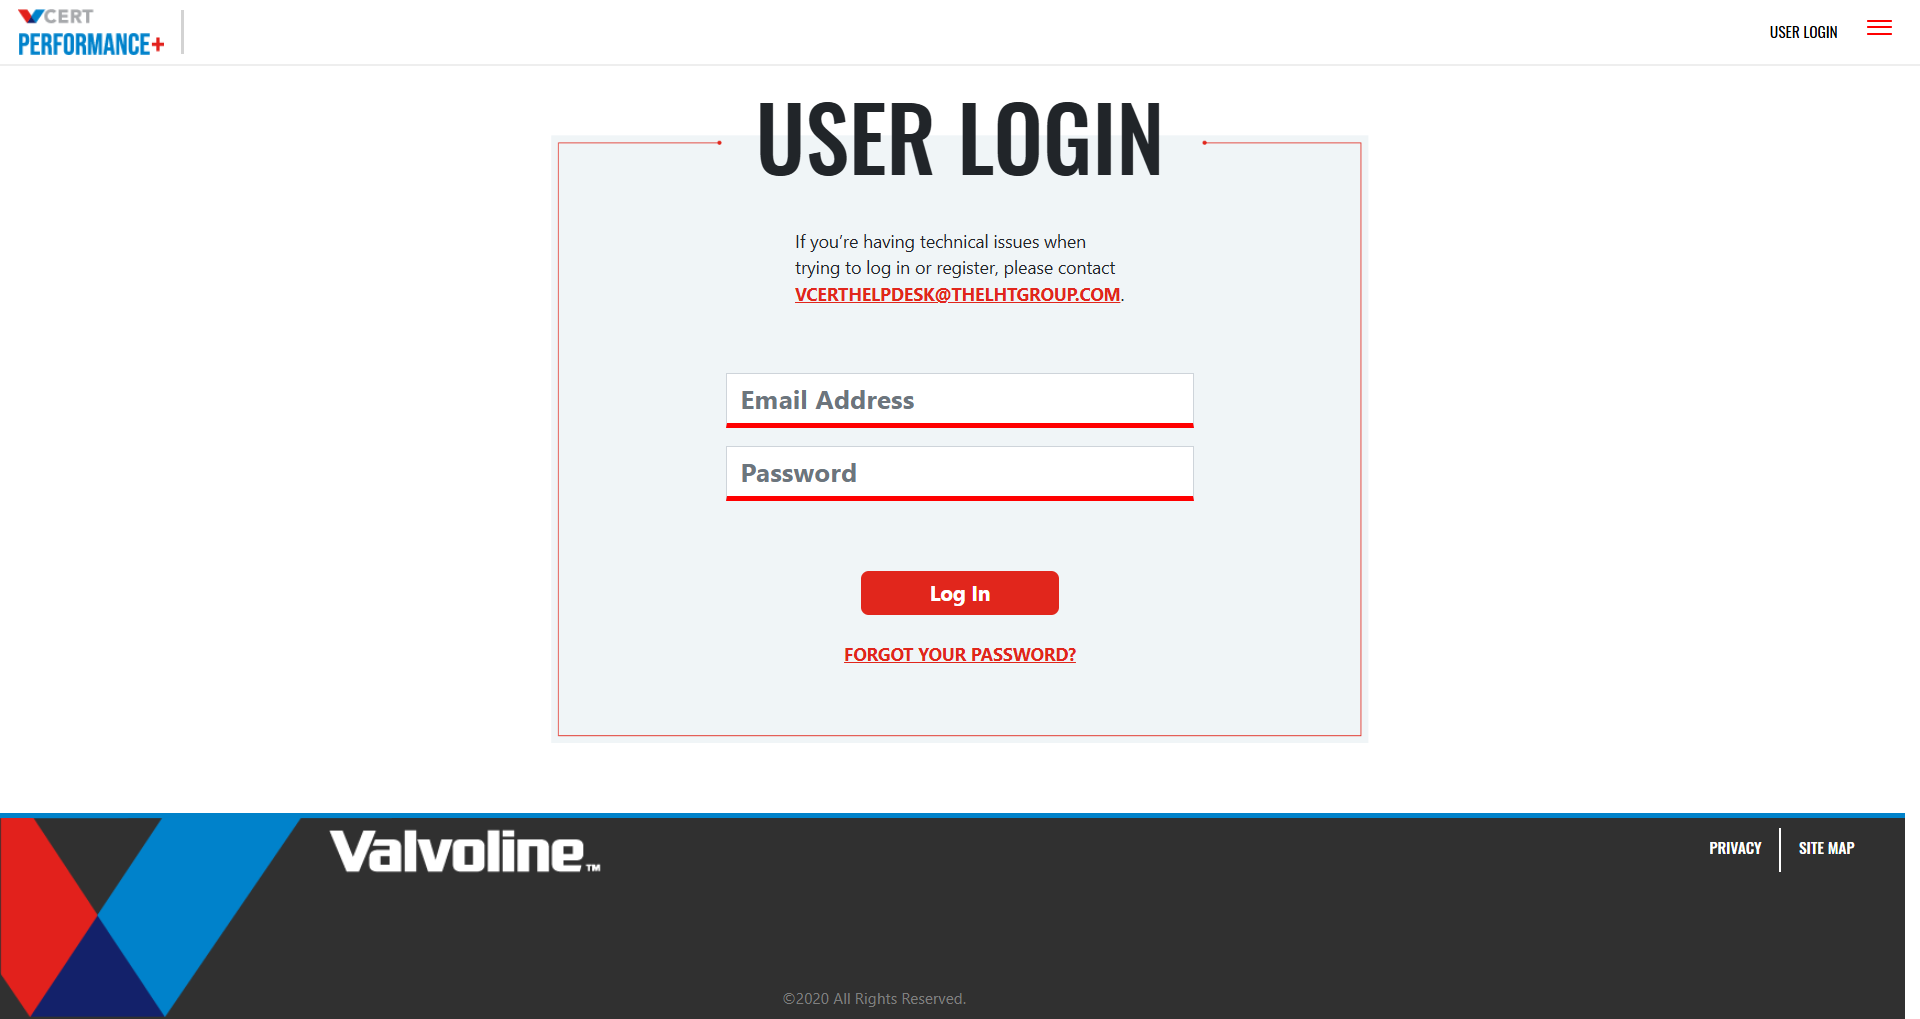 VCERT
PERFORMANCE+
USER LOGIN
USER LOGIN
If you’re having technical issues when
trying to log in or register, please contact
VCERTHELPDESK@THELHTGROUP.COM.
Email Address
Password
Log In
FORGOT YOUR PASSWORD?
Valvoline™
PRIVACY
SITE MAP
©2020 All Rights Reserved.